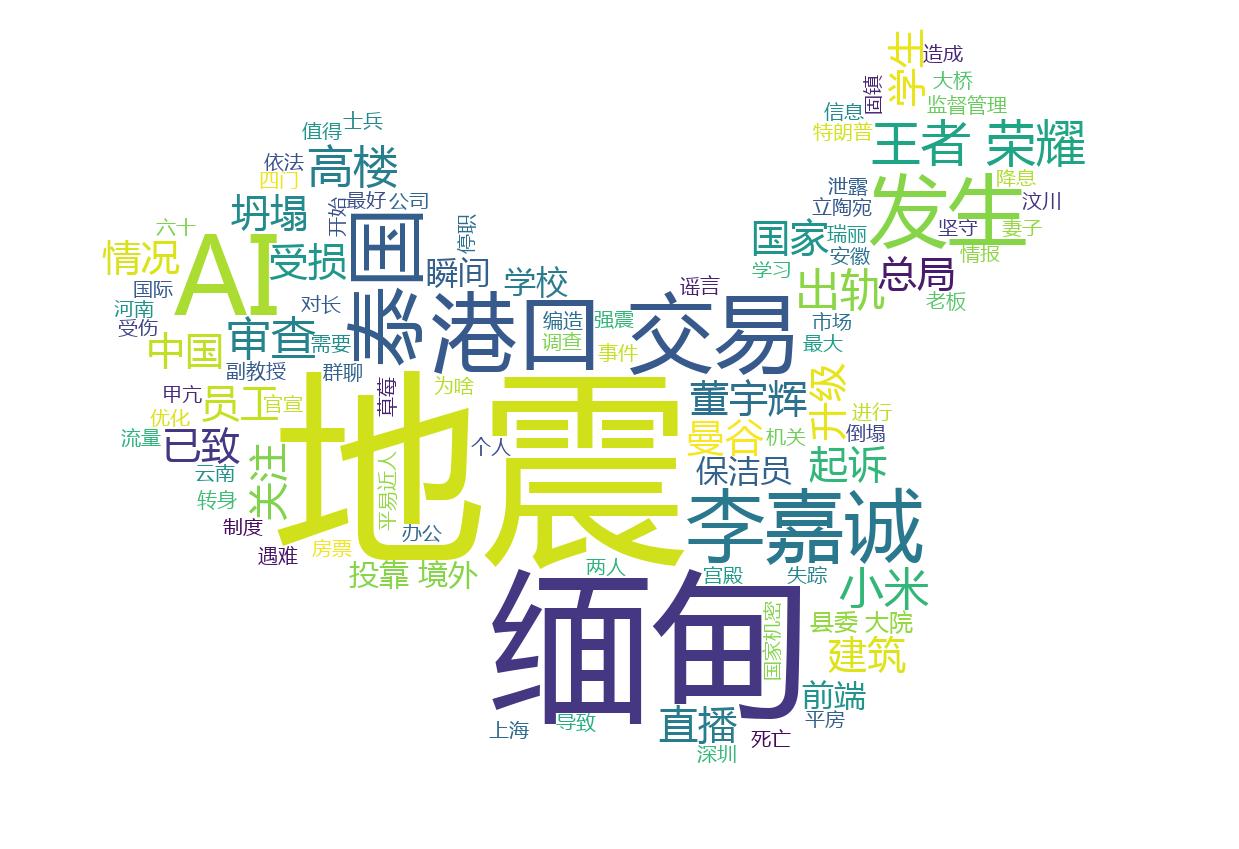 学生
造成
固镇
大桥
信息
监督管理
特朗普
王者 荣耀
士兵
值得
高楼
依法
四门
泄露
发生
降息
最好
公司
坍塌
开始
立陶宛
汶川
泰国
六十
停职
国家
瑞丽
坚守
妻子
AI
情况
受损
瞬间
学校
安徽
情报
学习
总局
国际
谣言
出轨
老板
河南
对长
港口 交易
编造
强震
市场
受伤
审查
需要
调查
事件
最大
中国
副教授
群聊
为啥
草莓
甲亢
员工
官宣
地震
董宇辉
升级
进行
优化
流量
已致
个人
曼谷
机关
倒塌
关注
平易近人
云南
保洁员
起诉
转身
制度
办公
李嘉诚
遇难
房票
投靠 境外
两人
宫殿
失踪
小米
缅甸
国家机密
县委 大院
建筑
前端
上海
导致
直播
平房
死亡
深圳